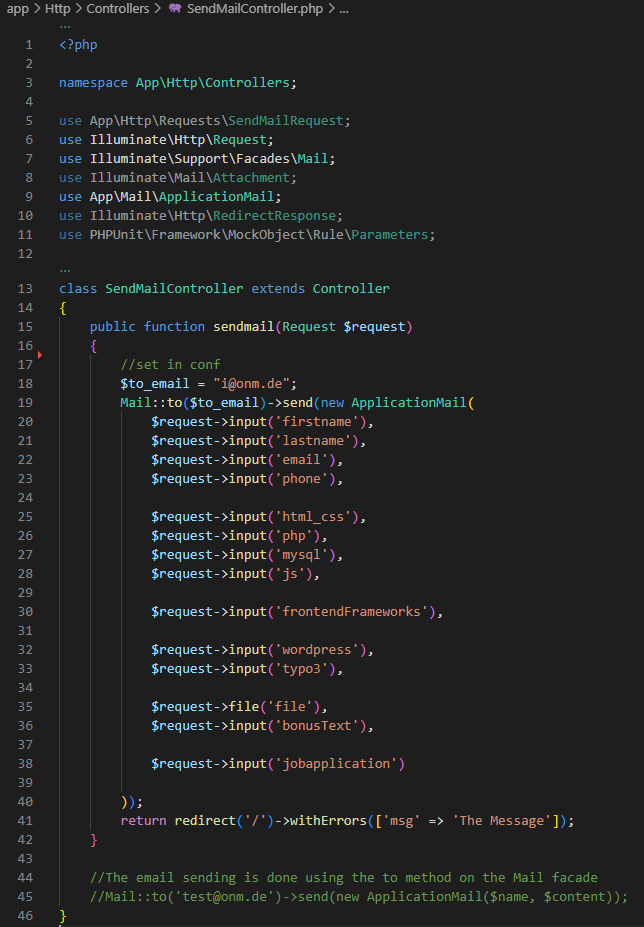 app > Http > Controllers > SendMailController.php > ...
...
1 <?php
2
3 namespace App\Http\Controllers;
4
5 use App\Http\Requests\SendMailRequest;
6 use Illuminate\Http\Request;
7 use Illuminate\Support\Facades\Mail;
8 use Illuminate\Mail\Attachment;
9 use App\Mail\ApplicationMail;
10 use Illuminate\Http\RedirectResponse;
11 use PHPUnit\Framework\MockObject\Rule\Parameters;
12
...
13 class SendMailController extends Controller
14 {
15     public function sendmail(Request $request)
16     {
17         //set in conf
18         $to_email = "i@onm.de";
19         Mail::to($to_email)->send(new ApplicationMail(
20             $request->input('firstname'),
21             $request->input('lastname'),
22             $request->input('email'),
23             $request->input('phone'),
24
25             $request->input('html_css'),
26             $request->input('php'),
27             $request->input('mysql'),
28             $request->input('js'),
29
30             $request->input('frontendFrameworks'),
31
32             $request->input('wordpress'),
33             $request->input('typo3'),
34
35             $request->file('file'),
36             $request->input('bonusText'),
37
38             $request->input('jobapplication')
39
40         ));
41         return redirect('/')->withErrors(['msg' => 'The Message']);
42     }
43
44     //The email sending is done using the to method on the Mail facade
45     //Mail::to('test@onm.de')->send(new ApplicationMail($name, $content));
46 }